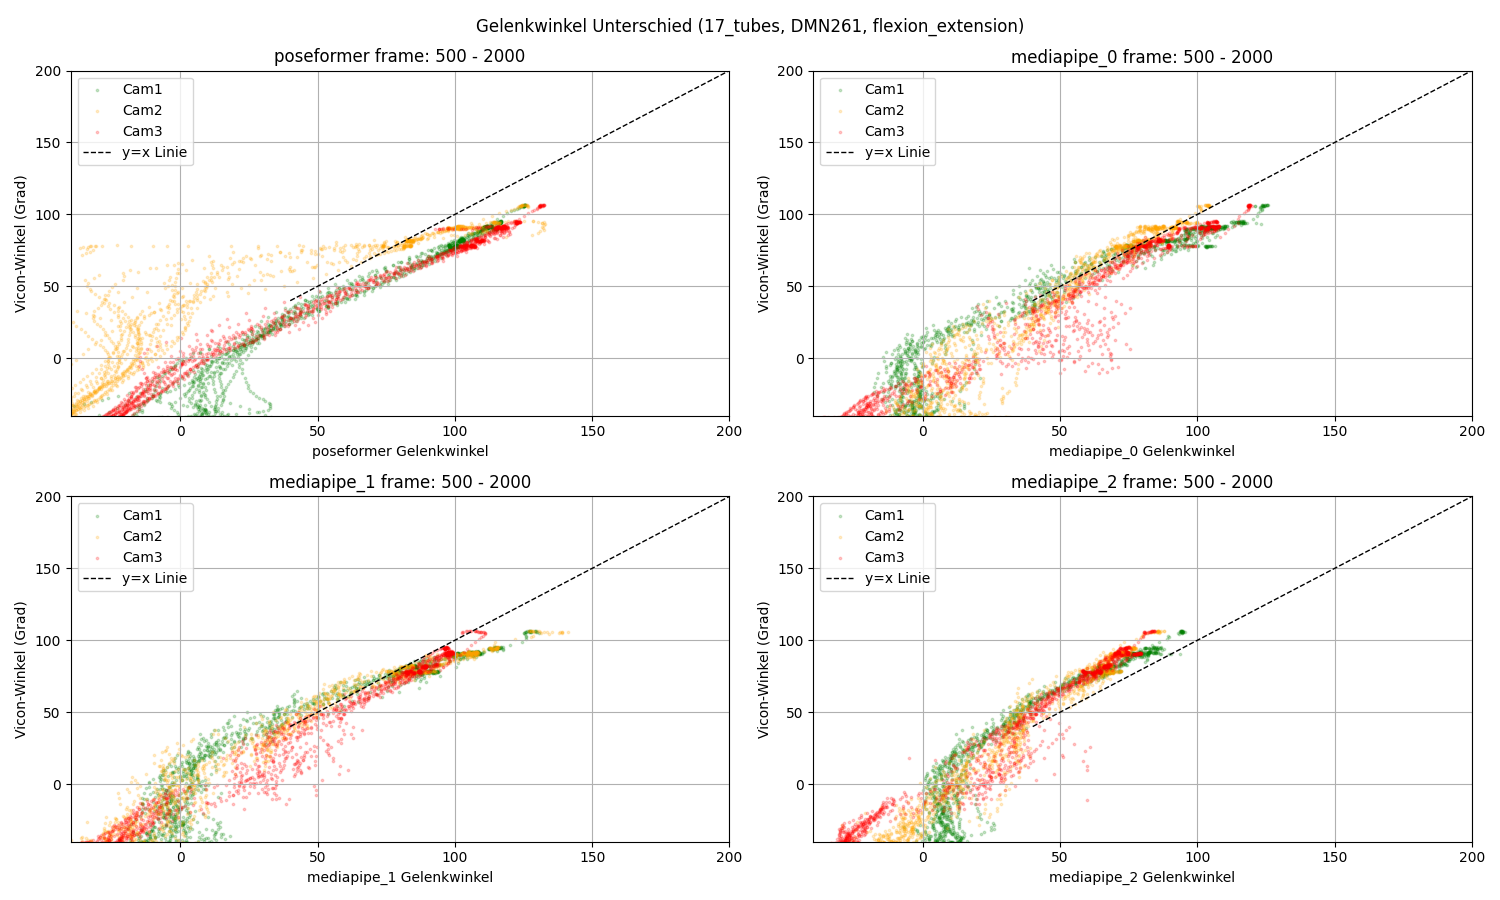 Gelenkwinkel Unterschied (17_tubes, DMN261, flexion_extension)
poseformer frame: 500 - 2000
200
150
100
50
0
Vicon-Winkel (Grad)
Cam1
Cam2
Cam3
y=x Linie
0
50
100
150
200
poseformer Gelenkwinkel
mediapipe_0 frame: 500 - 2000
200
150
100
50
0
Vicon-Winkel (Grad)
Cam1
Cam2
Cam3
y=x Linie
0
50
100
150
200
mediapipe_0 Gelenkwinkel
mediapipe_1 frame: 500 - 2000
200
150
100
50
0
Vicon-Winkel (Grad)
Cam1
Cam2
Cam3
y=x Linie
0
50
100
150
200
mediapipe_1 Gelenkwinkel
mediapipe_2 frame: 500 - 2000
200
150
100
50
0
Vicon-Winkel (Grad)
Cam1
Cam2
Cam3
y=x Linie
0
50
100
150
200
mediapipe_2 Gelenkwinkel